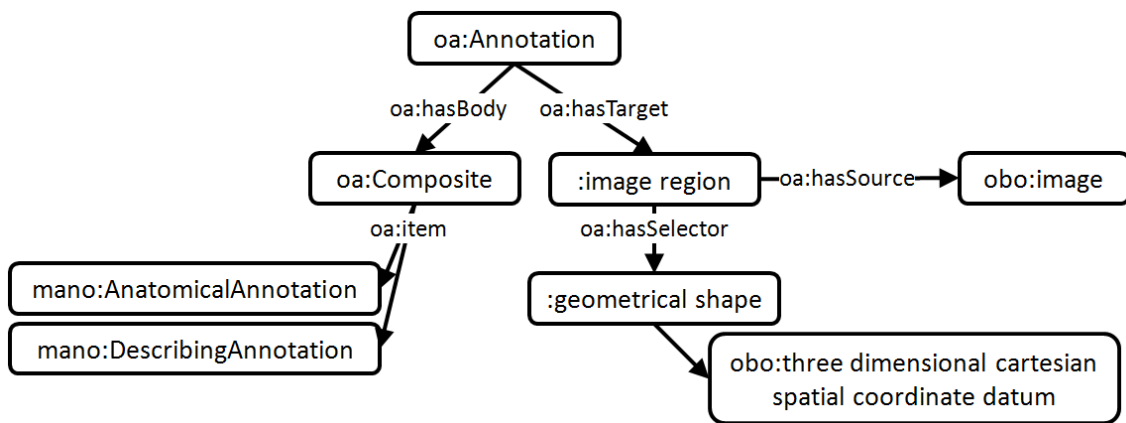 oa:Annotation
oa:hasBody
oa:hasTarget
oa:Composite
:image region
oa:hasSource
obo:image
oa:item
oa:hasSelector
mano:AnatomicalAnnotation
:geometrical shape
mano:DescribingAnnotation
obo:three dimensional cartesian
spatial coordinate datum